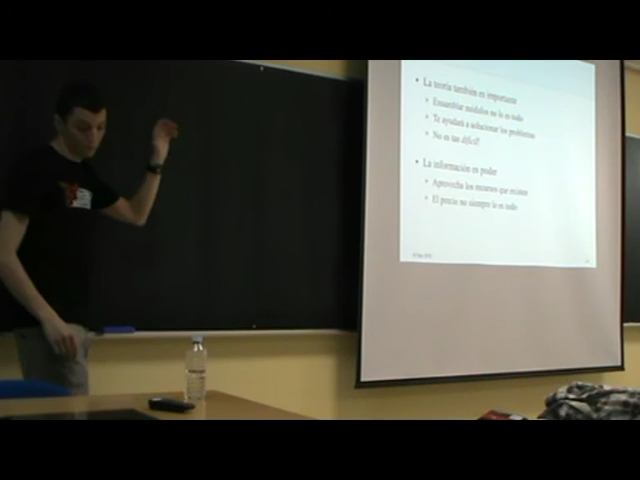 • La teoría también es importante
• Ensamblar módulos no lo es todo
• Te ayudará a solucionar los problemas
• No es tan difícil!
• La información es poder
• Aprovecha los recursos que existen
• El precio no siempre lo es todo